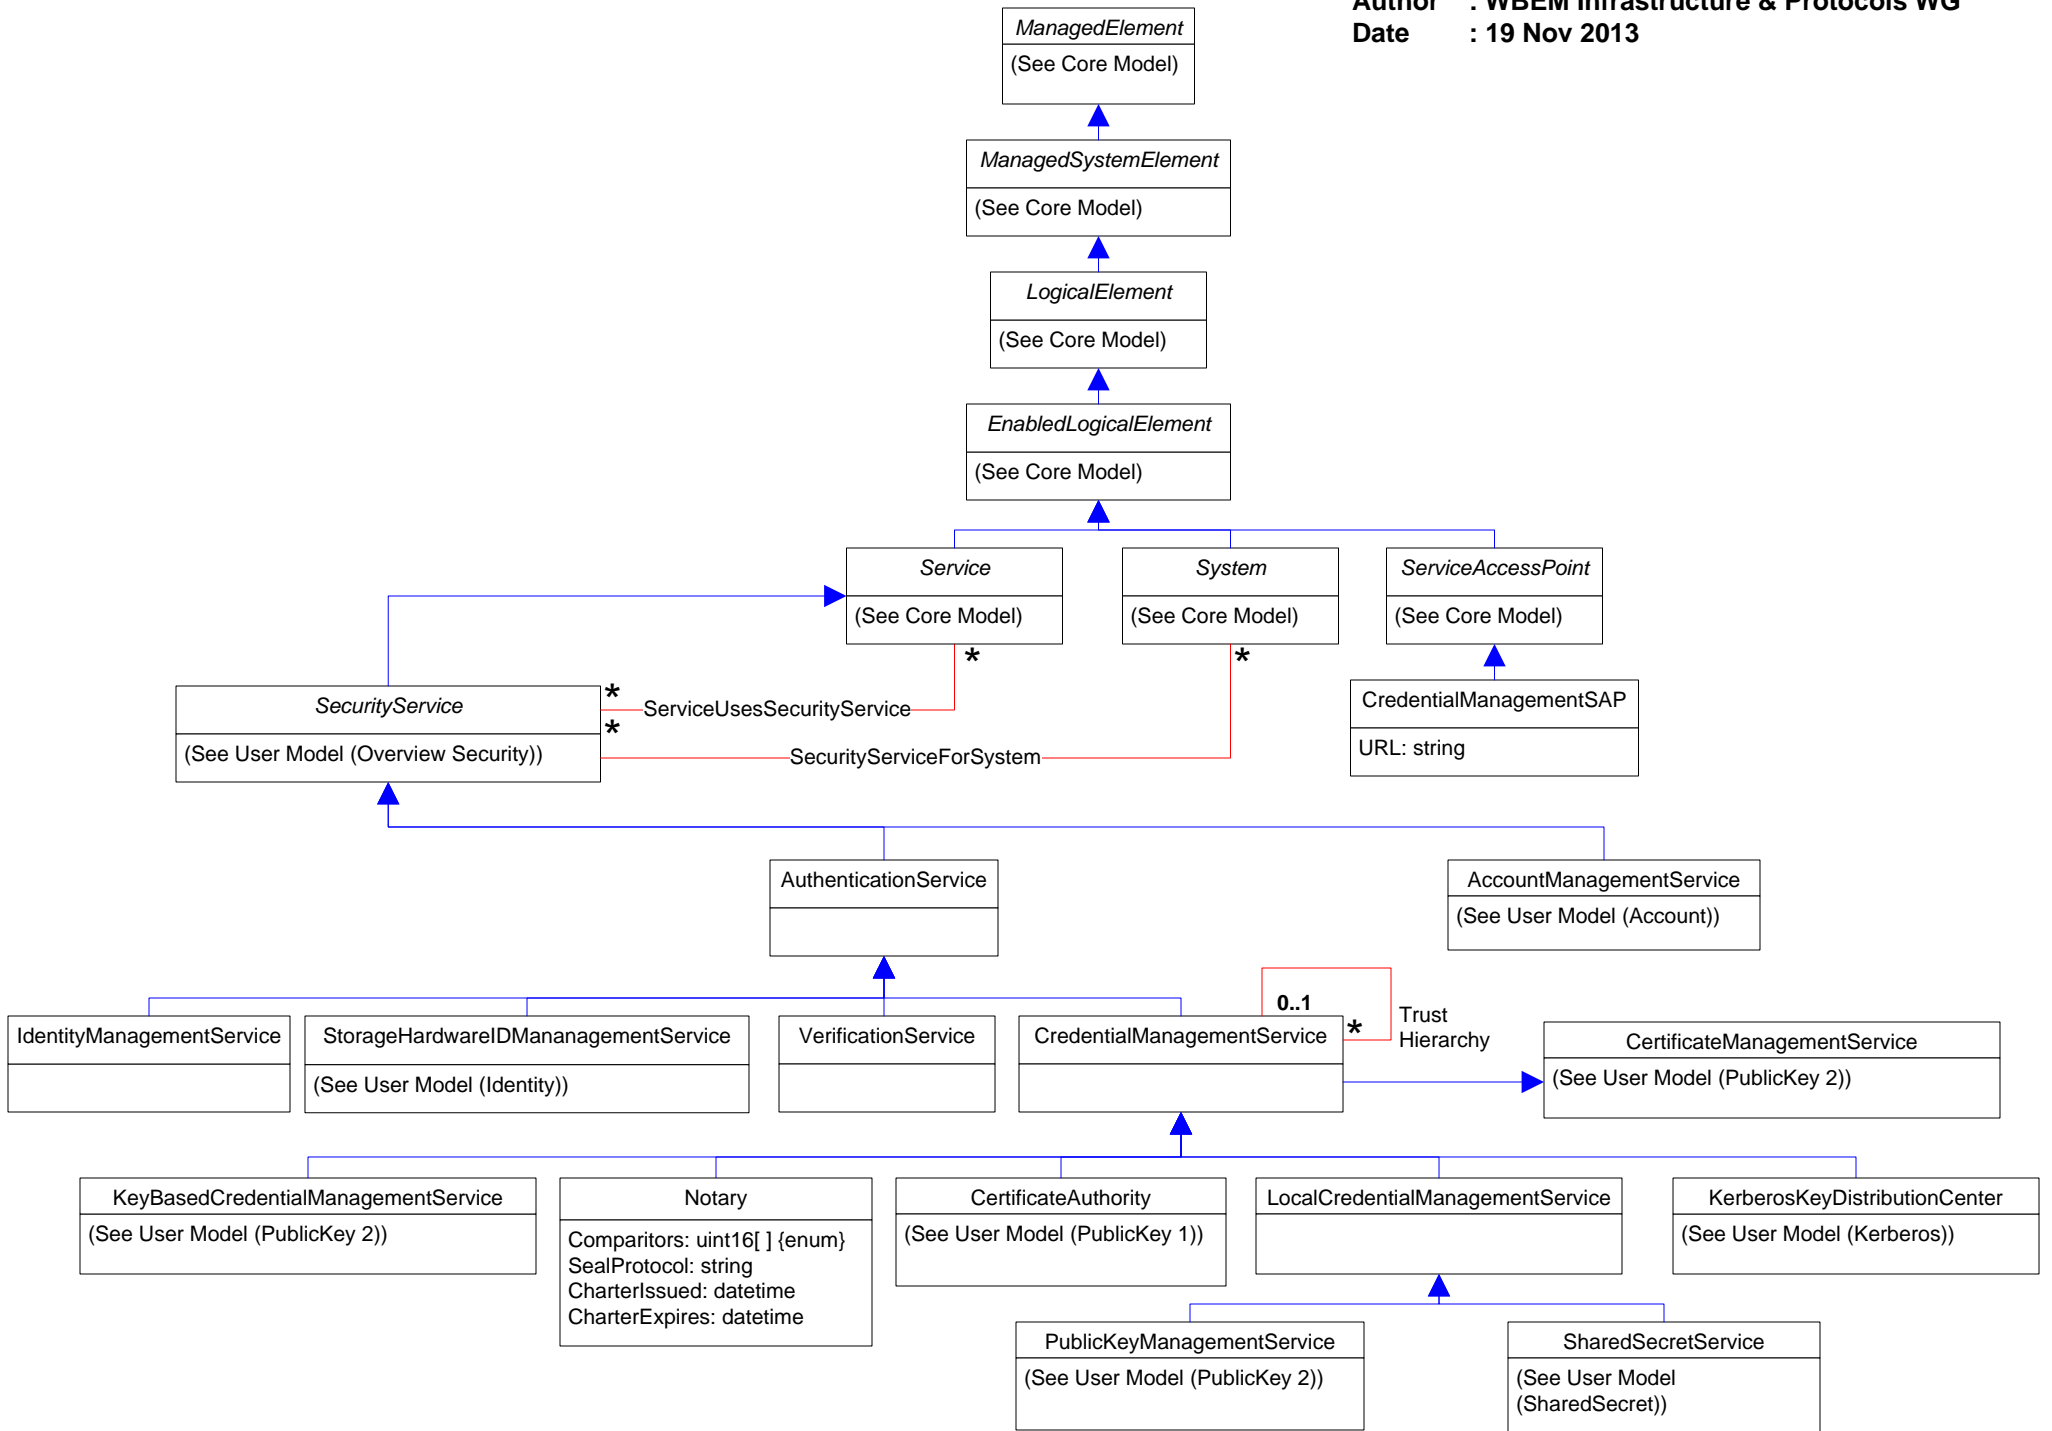 Author : WBEM Infrastructure & Protocols WG
Date : 19 Nov 2013
ManagedElement
(See Core Model)
ManagedSystemElement
(See Core Model)
LogicalElement
(See Core Model)
EnabledLogicalElement
(See Core Model)
Service
(See Core Model)
System
(See Core Model)
ServiceAccessPoint
(See Core Model)
*
*
SecurityService
(See User Model (Overview Security))
*
ServiceUsesSecurityService
*
SecurityServiceForSystem
CredentialManagementSAP
URL: string
AuthenticationService
AccountManagementService
(See User Model (Account))
IdentityManagementService
StorageHardwareIDMananagementService
(See User Model (Identity))
VerificationService
CredentialManagementService
0..1
*
Trust
Hierarchy
CertificateManagementService
(See User Model (PublicKey 2))
KeyBasedCredentialManagementService
(See User Model (PublicKey 2))
Notary
Comparitors: uint16[ ] {enum}
SealProtocol: string
CharterIssued: datetime
CharterExpires: datetime
CertificateAuthority
(See User Model (PublicKey 1))
LocalCredentialManagementService
KerberosKeyDistributionCenter
(See User Model (Kerberos))
PublicKeyManagementService
(See User Model (PublicKey 2))
SharedSecretService
(See User Model
(SharedSecret))